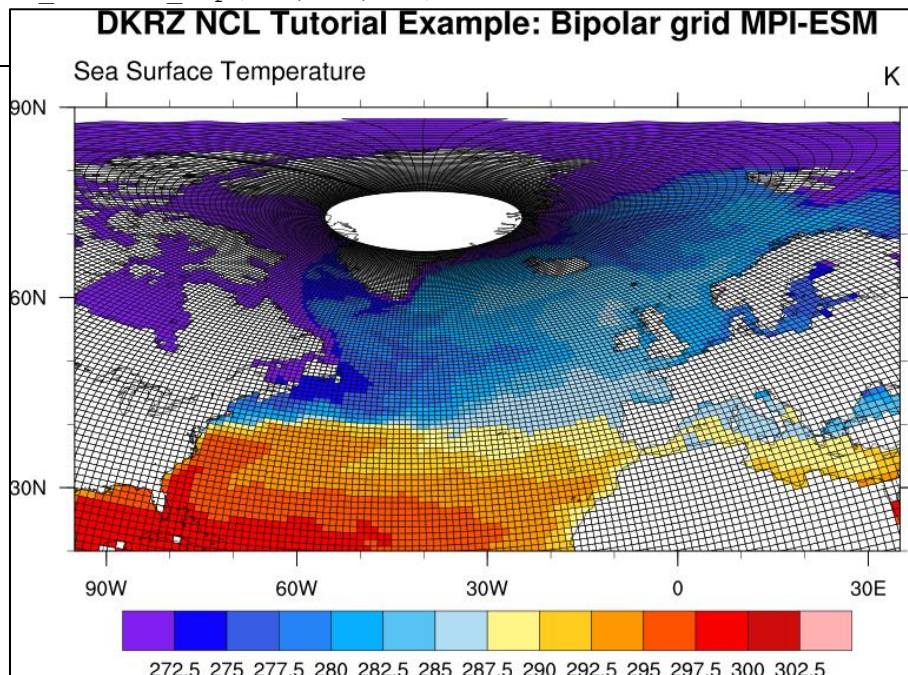 DKRZ NCL Tutorial Example: Bipolar grid MPI-ESM
Sea Surface Temperature
K
90N
60N
30N
90W 60W 30W 0 30E
272.5 275 277.5 280 282.5 285 287.5 290 292.5 295 297.5 300 302.5